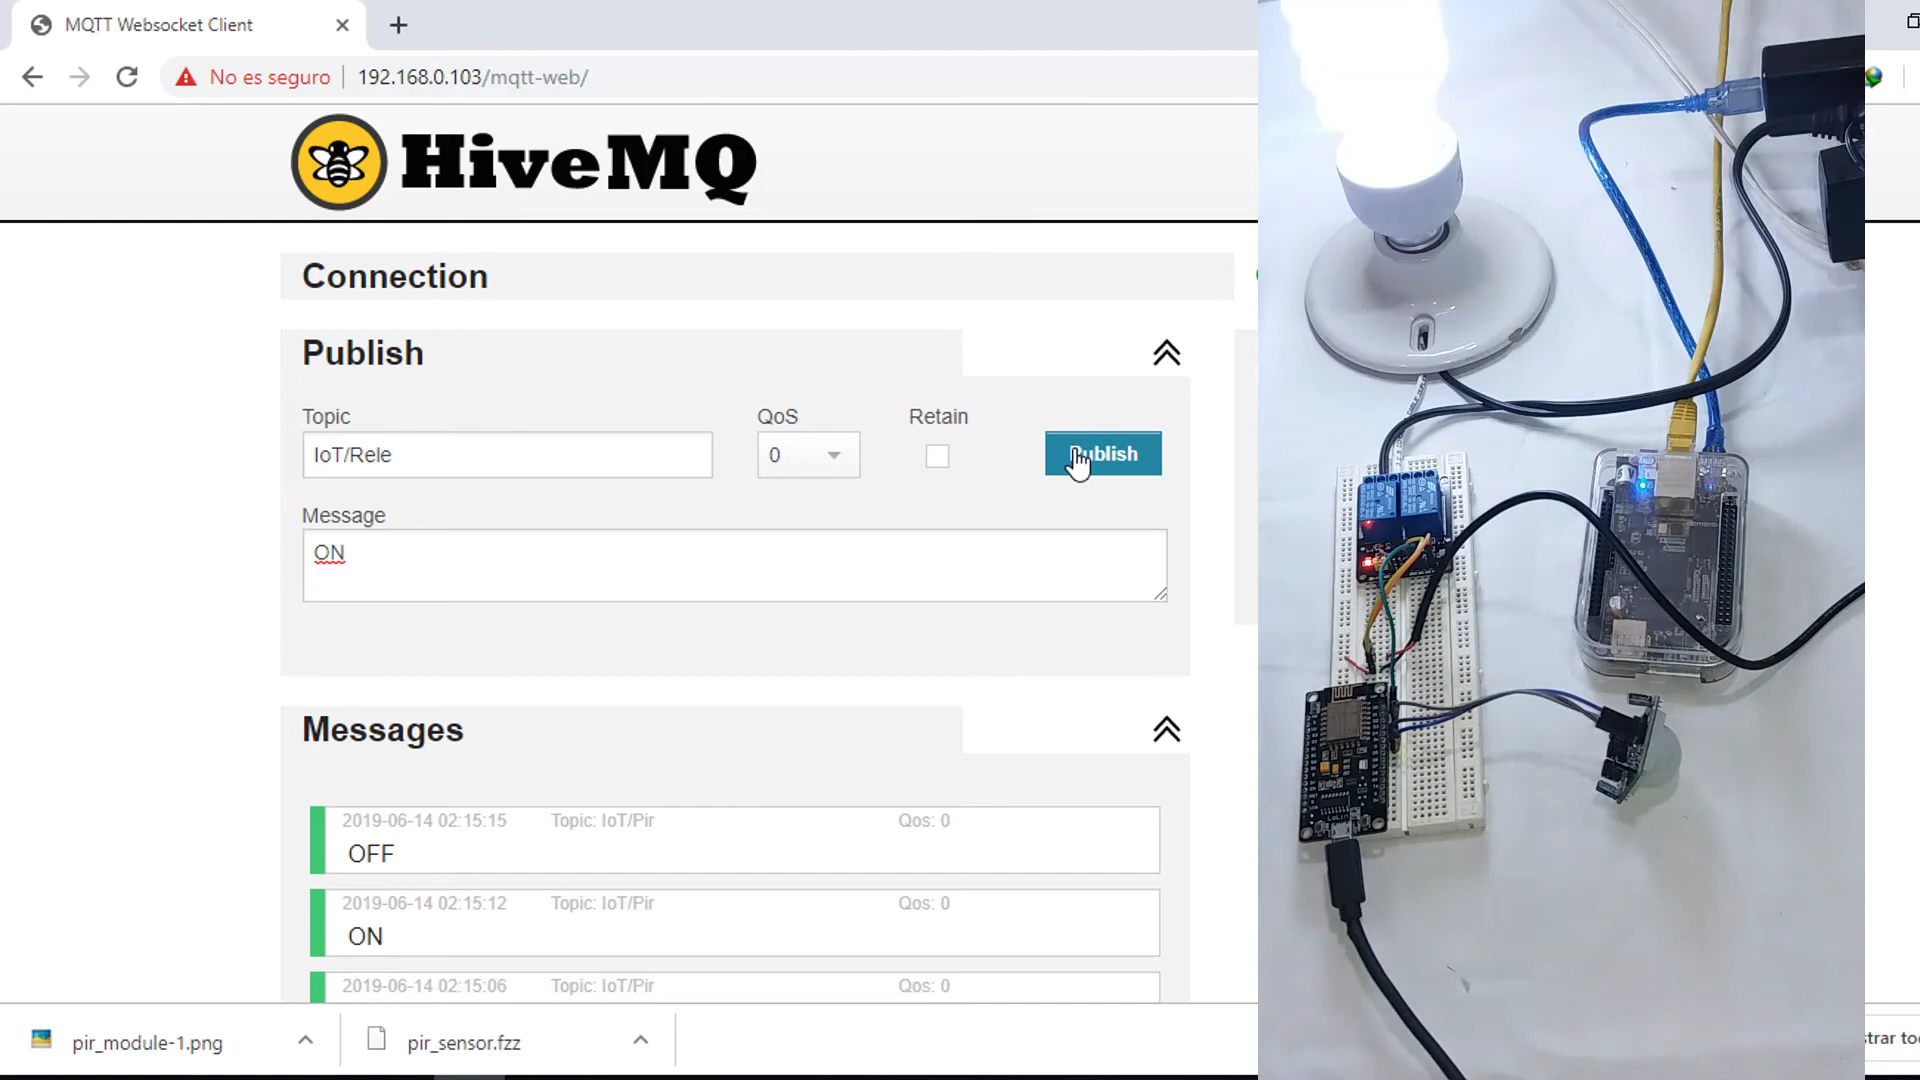 MQTT Websocket Client
No es seguro
192.168.0.103/mqtt-web/
HiveMQ
Connection
Publish
Topic
QoS
Retain
IoT/Rele
0
Publish
Message
ON
Messages
2019-06-14 02:15:15 Topic: IoT/Pir Qos: 0
OFF
2019-06-14 02:15:12 Topic: IoT/Pir Qos: 0
ON
2019-06-14 02:15:06 Topic: IoT/Pir Qos: 0
pir_module-1.png
pir_sensor.fzz